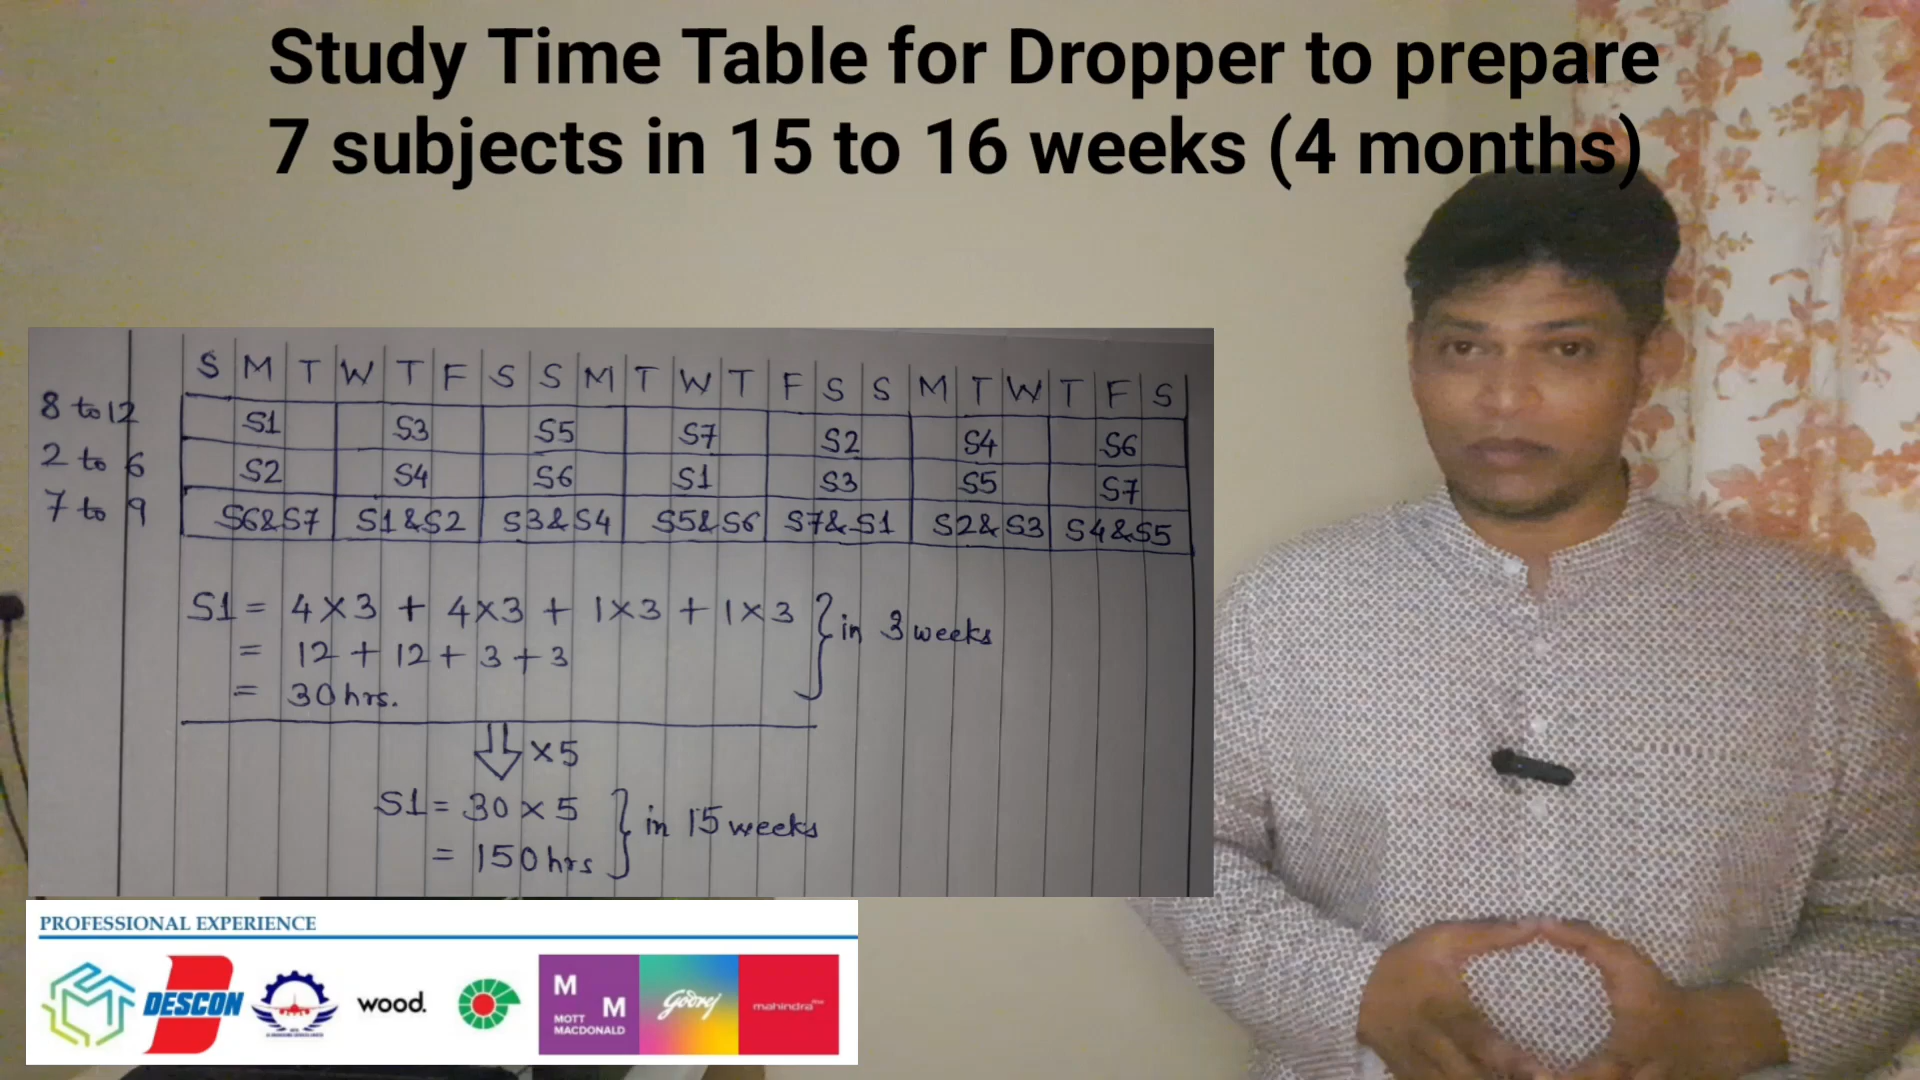 Study Time Table for Dropper to prepare
7 subjects in 15 to 16 weeks (4 months)
S M T W T F S S M T W T F S S M T W T F S
8 to 12 S1 S3 S5 S7 S2 S4 S6
2 to 6 S2 S4 S6 S1 S3 S5 S7
7 to 9 S6&S7 S1&S2 S3&S4 S5&S6 S7&S1 S2&S3 S4&S5
S1 = 4×3 + 4×3 + 1×3 + 1×3 } in 3 weeks
= 12 + 12 + 3 + 3
= 30 hrs.
⇓ ×5
S1 = 30 × 5 } in 15 weeks
= 150 hrs
PROFESSIONAL EXPERIENCE
DESCON
wood.
M M
MOTT
MACDONALD
Godrej
mahindra